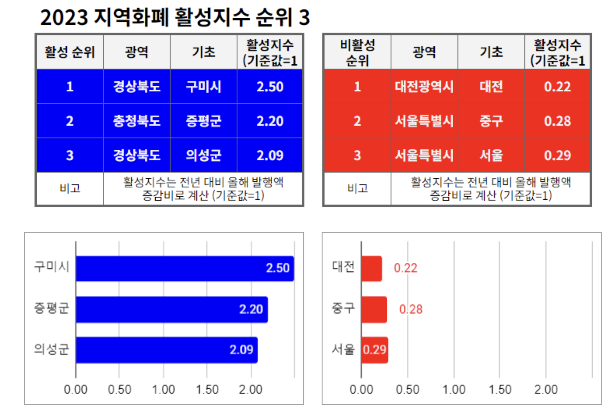 2023 지역화폐 활성지수 순위 3
활성 순위 광역 기초 활성지수 (기준값=1
1 경상북도 구미시 2.50
2 충청북도 증평군 2.20
3 경상북도 의성군 2.09
비고 활성지수는 전년 대비 올해 발행액
증감비로 계산 (기준값=1)
비활성 순위 광역 기초 활성지수 (기준값=1
1 대전광역시 대전 0.22
2 서울특별시 중구 0.28
3 서울특별시 서울 0.29
비고 활성지수는 전년 대비 올해 발행액
증감비로 계산 (기준값=1)
구미시 2.50
증평군 2.20
의성군 2.09
0.00 0.50 1.00 1.50 2.00
대전 0.22
중구 0.28
서울 0.29
0.00 0.50 1.00 1.50 2.00